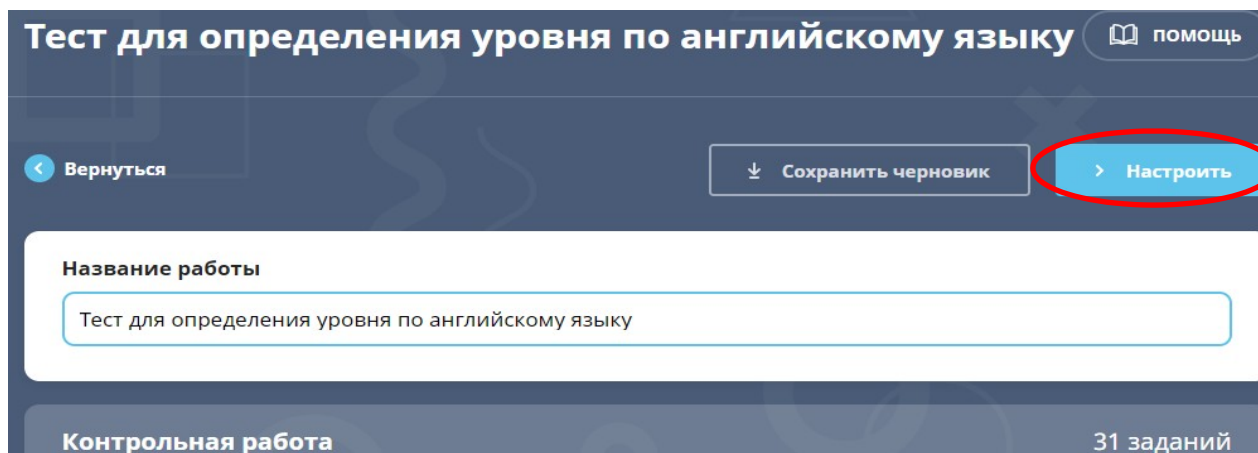 Тест для определения уровня по английскому языку помощь
Вернуться Сохранить черновик Настроить
Название работы
Тест для определения уровня по английскому языку
Контрольная работа 31 заданий